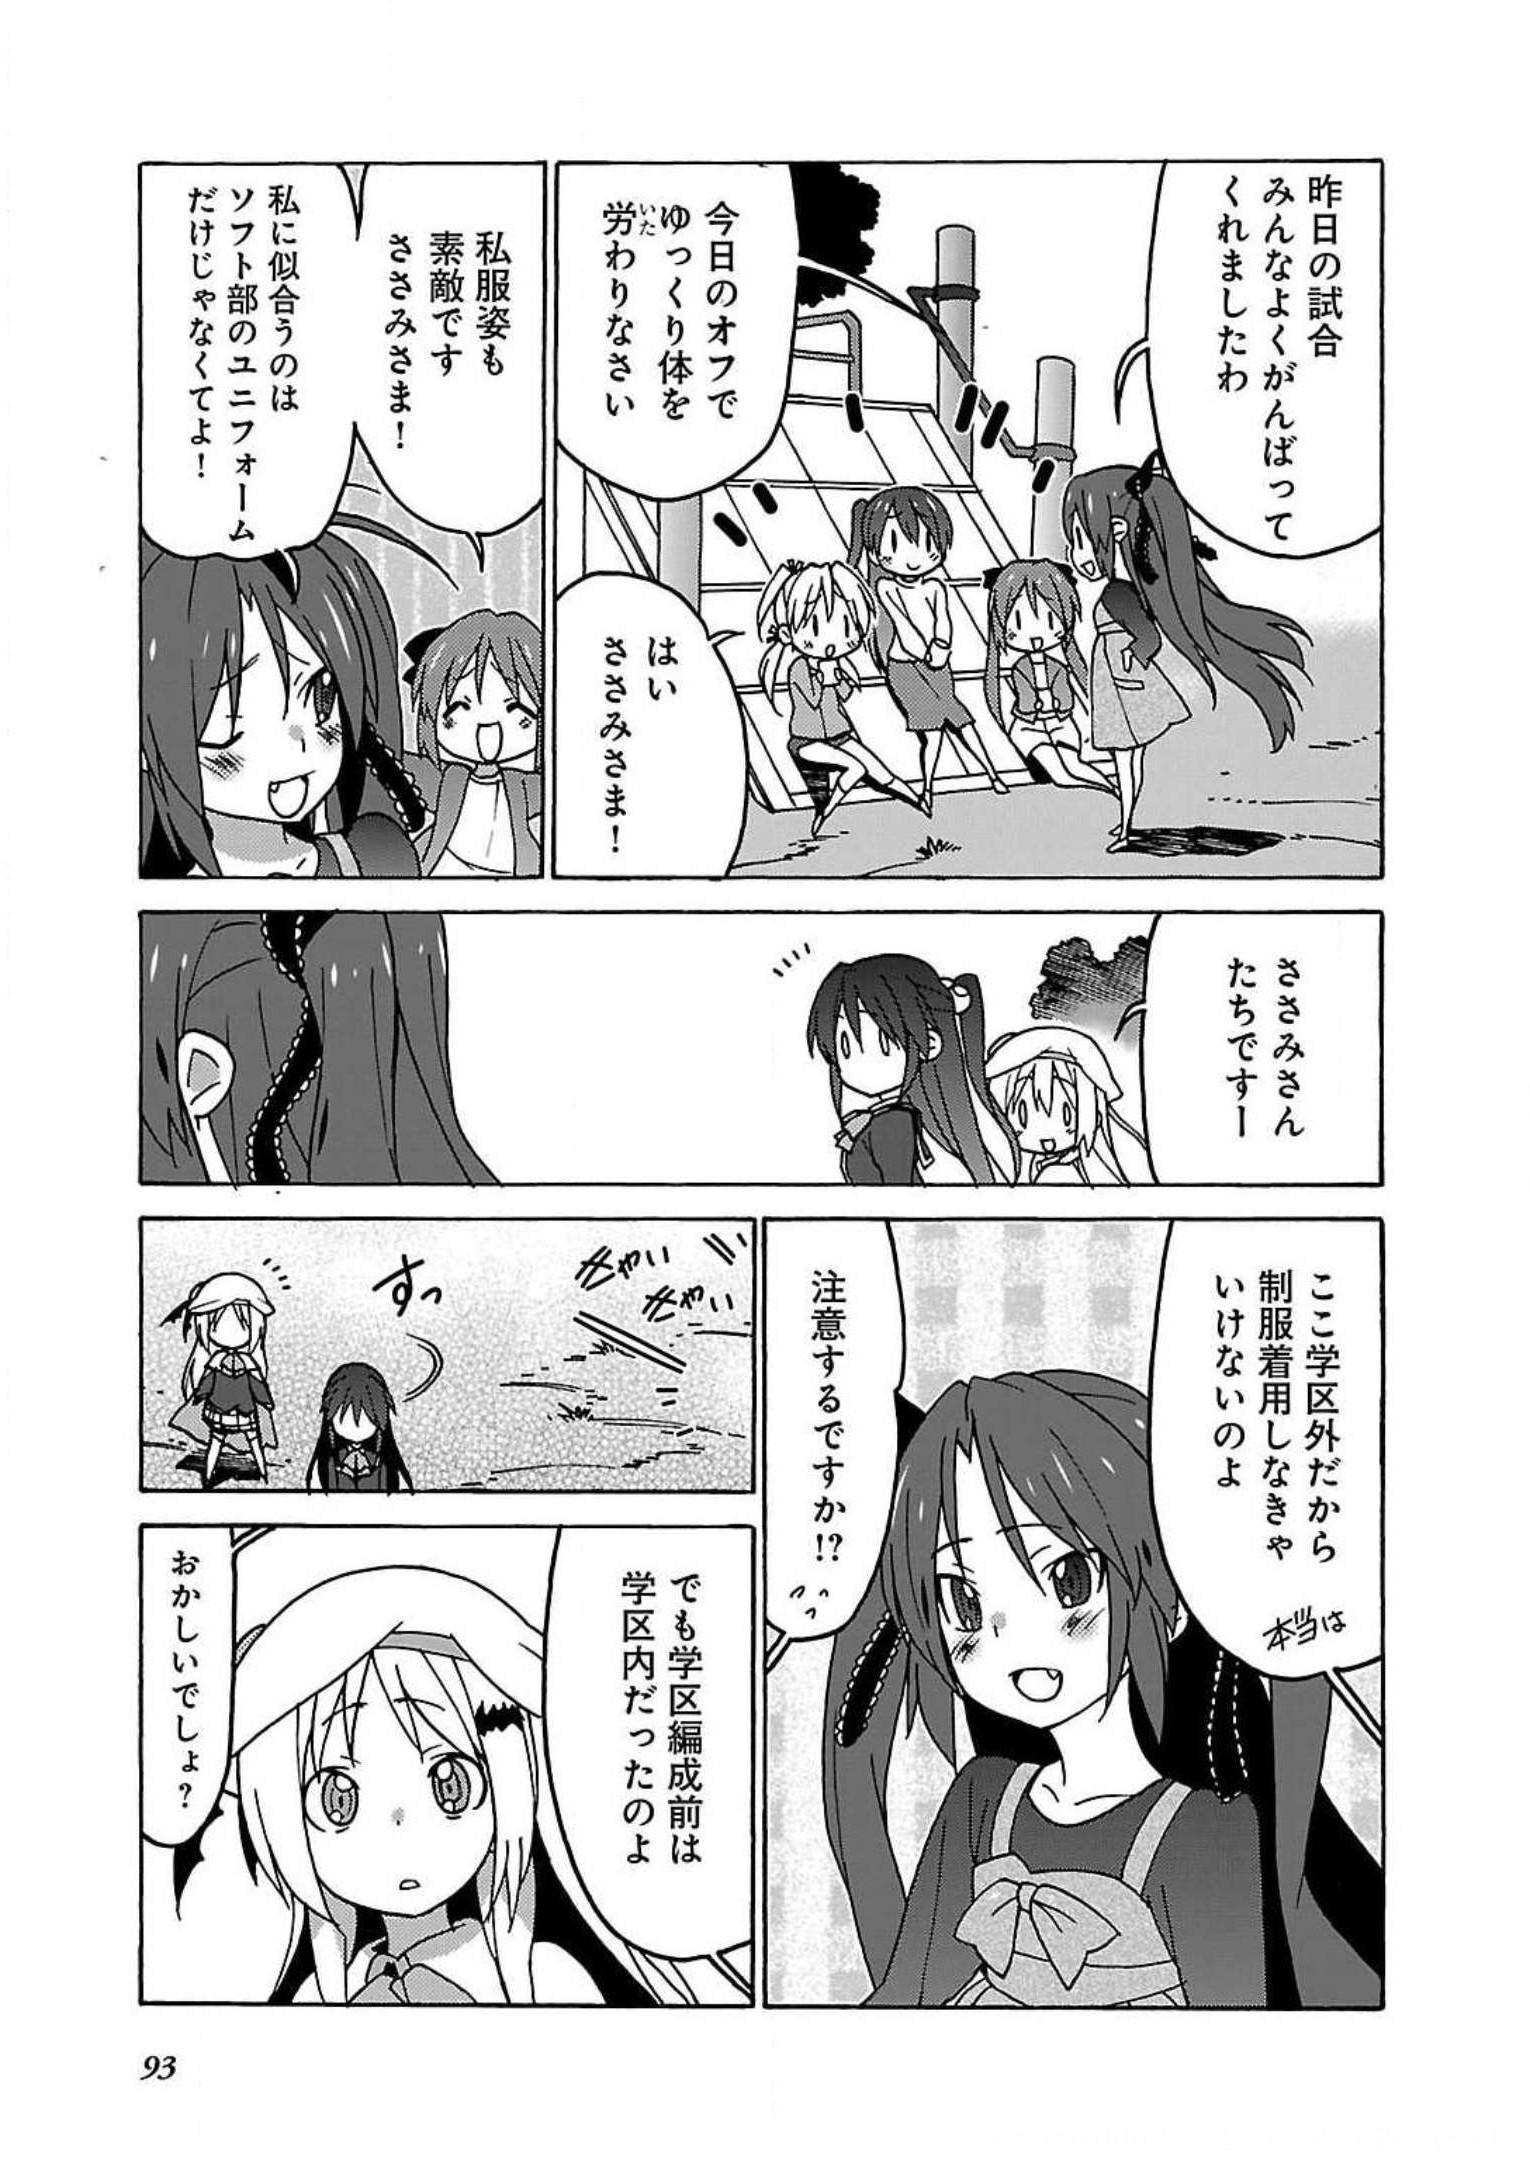 昨日の試合
みんなよくがんばって
くれましたわ
今日のオフで
ゆっくり体を
労わりなさい
いた
はい
ささみさま！
私服姿も
素敵です
ささみさま！
私に似合うのは
ソフト部のユニフォーム
だけじゃなくてよ！
ささみさん
たちですー
ここ学区外だから
制服着用しなきゃ
いけないのよ
本当は
注意するですか!?
きゃい
きゃい
すっ
でも学区編成前は
学区内だったのよ
おかしいでしょ？
93